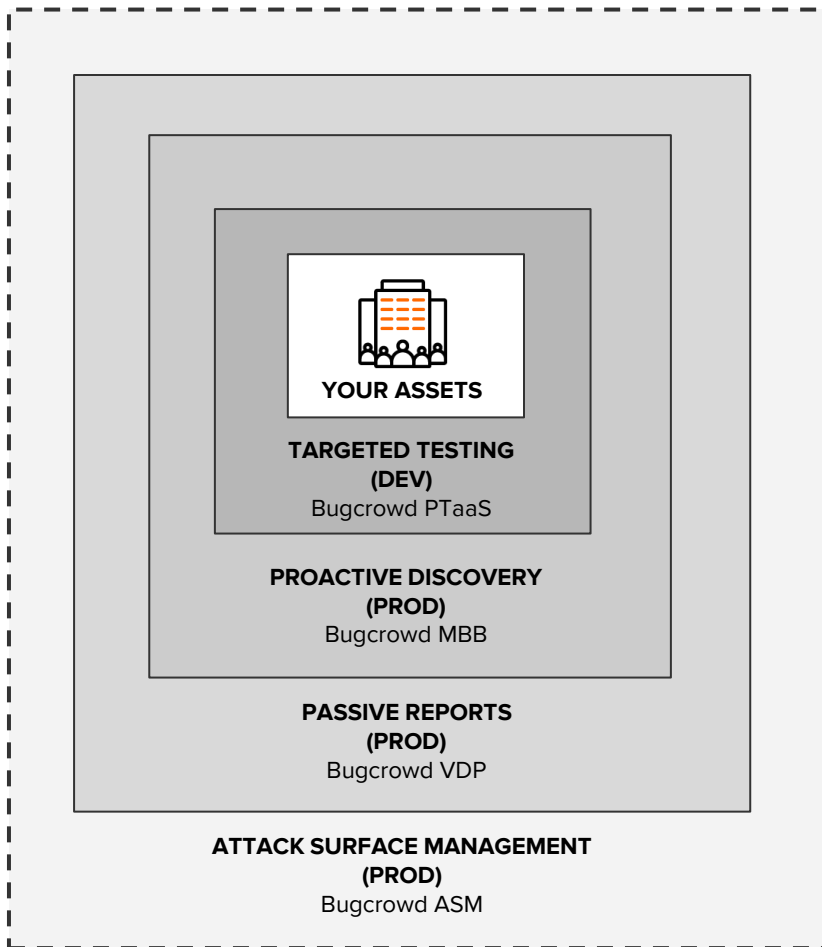 YOUR ASSETS
TARGETED TESTING
(DEV)
Bugcrowd PTaaS
PROACTIVE DISCOVERY
(PROD)
Bugcrowd MBB
PASSIVE REPORTS
(PROD)
Bugcrowd VDP
ATTACK SURFACE MANAGEMENT
(PROD)
Bugcrowd ASM